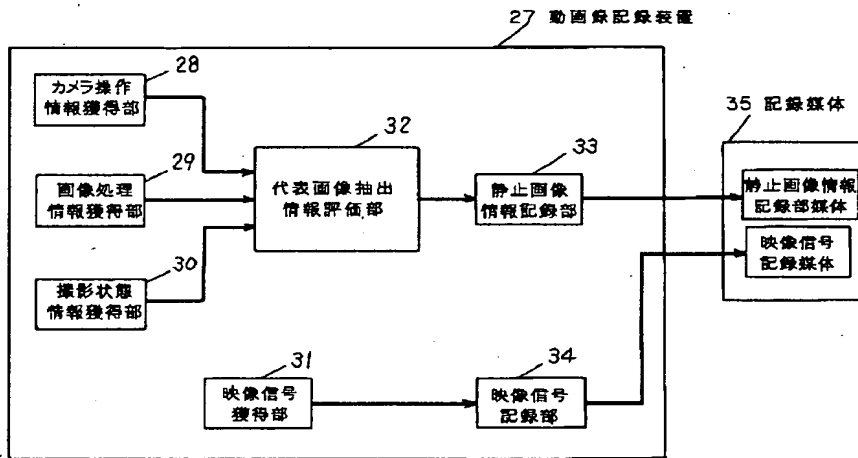 27 動画録記録装置
28
カメラ操作
情報獲得部
29
画像処理
情報獲得部
30
撮影状態
情報獲得部
32
代表画像抽出
情報評価部
33
静止画像
情報記録部
35 記録媒体
静止画像情報
記録部媒体
映像信号
記録媒体
31
映像信号
獲得部
34
映像信号
記録部